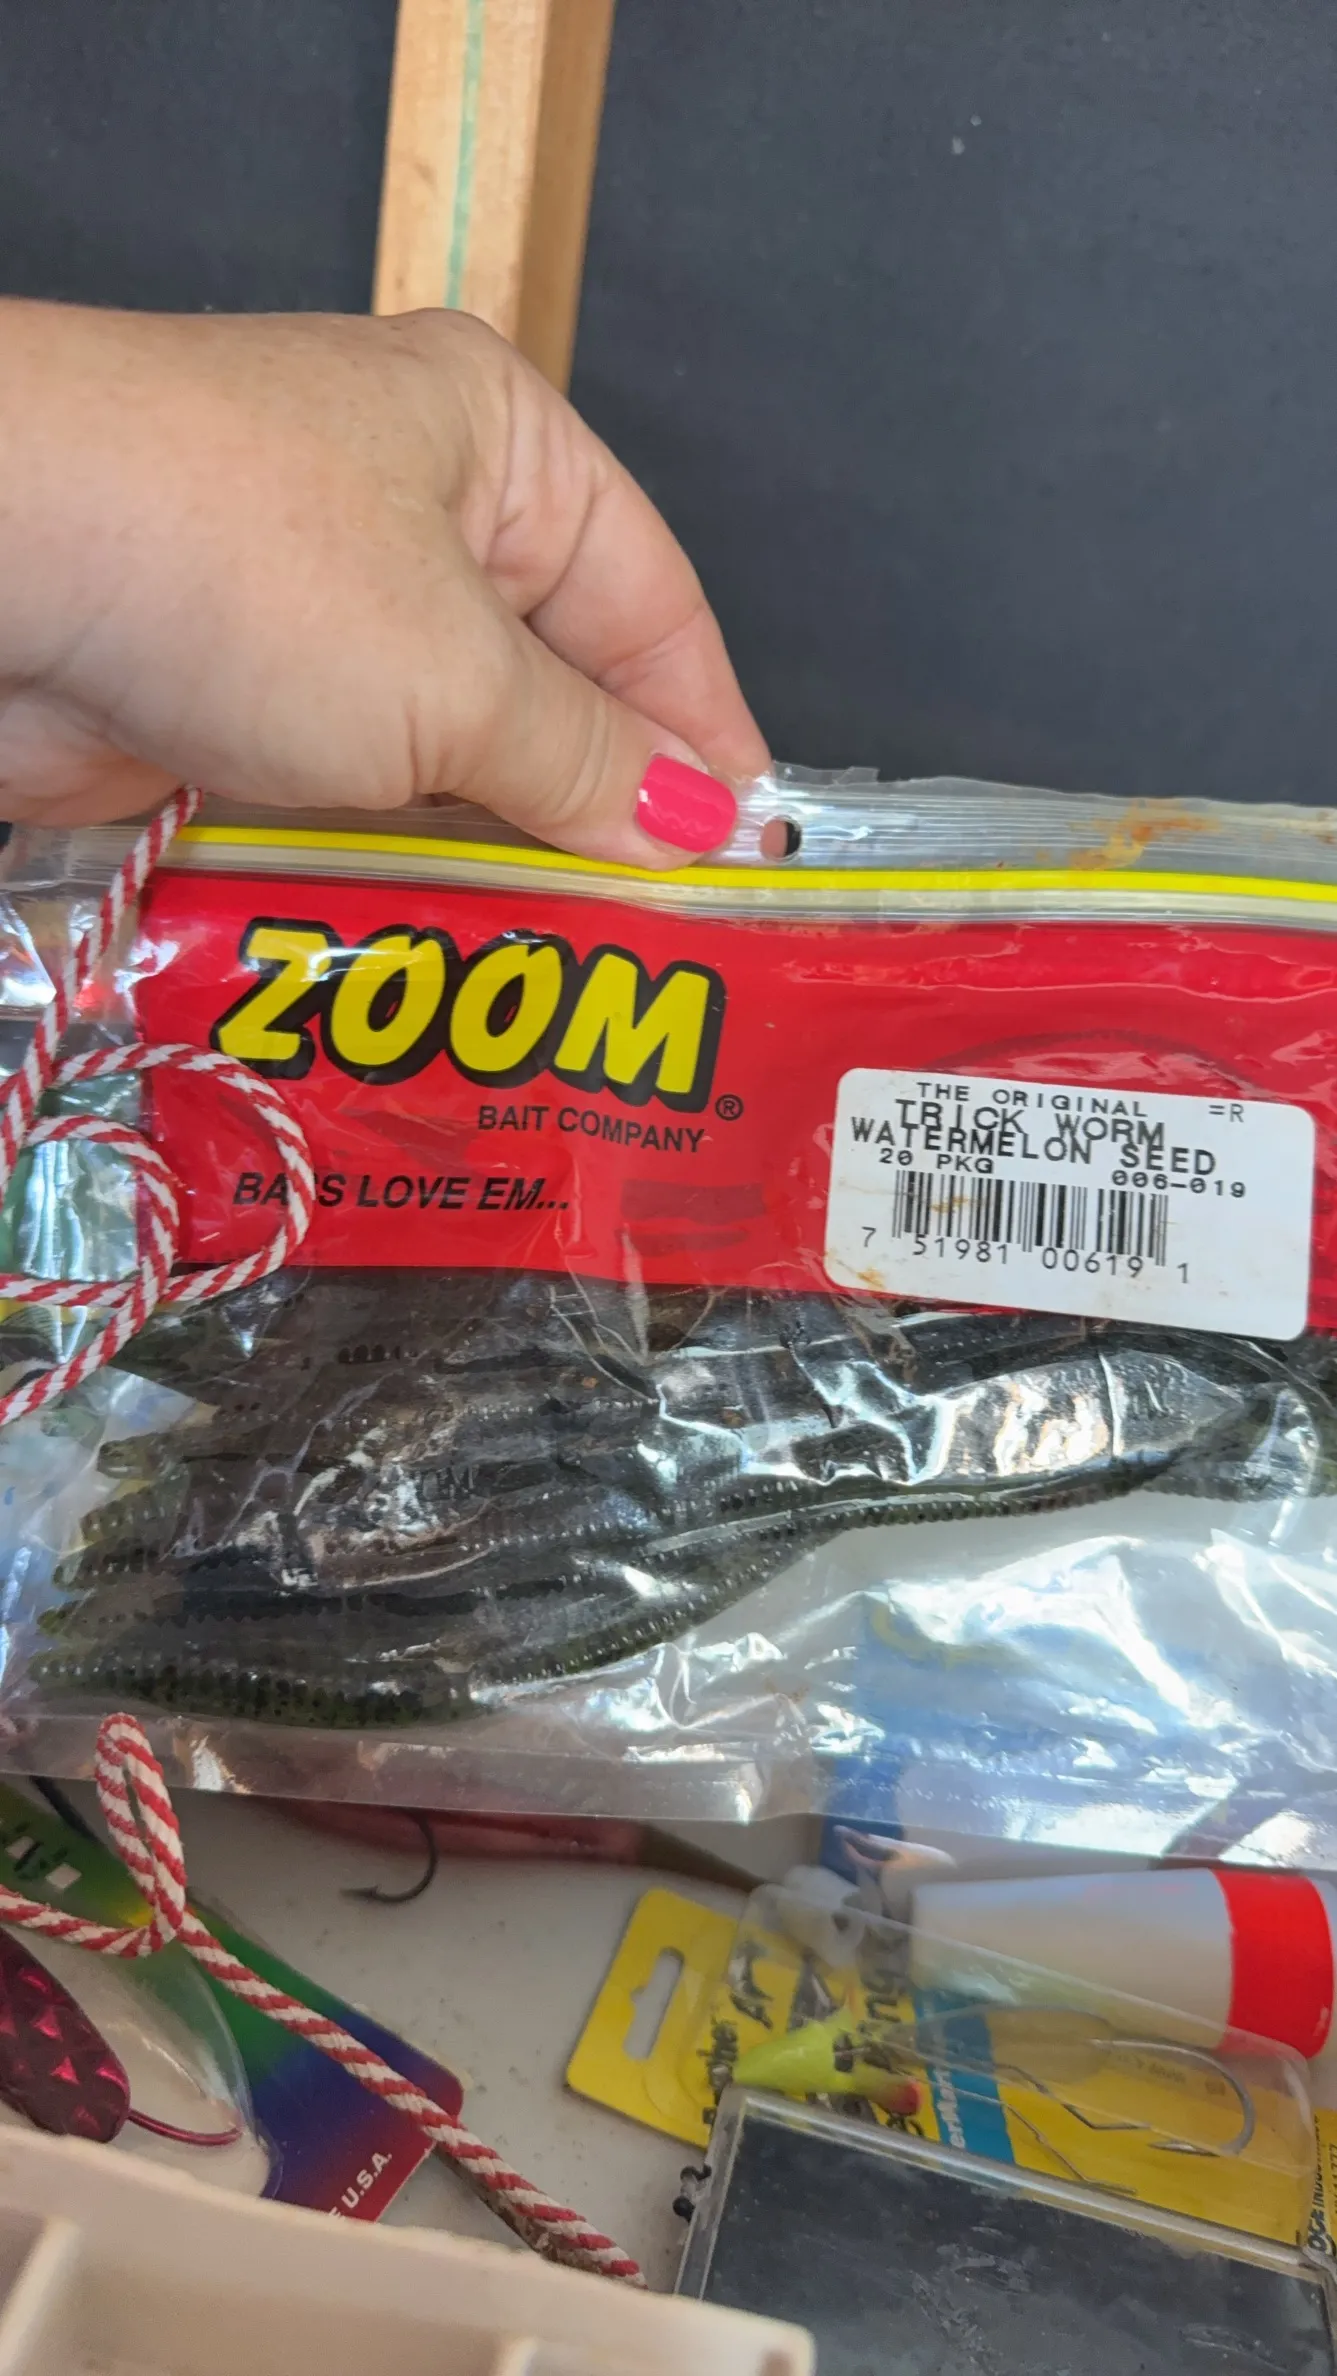 ZOOM®
BAIT COMPANY
BASS LOVE EM...
THE ORIGINAL =R
TRICK WORM
WATERMELON SEED
20 PKG 006-019
7 51981 00619 1
U.S.A.